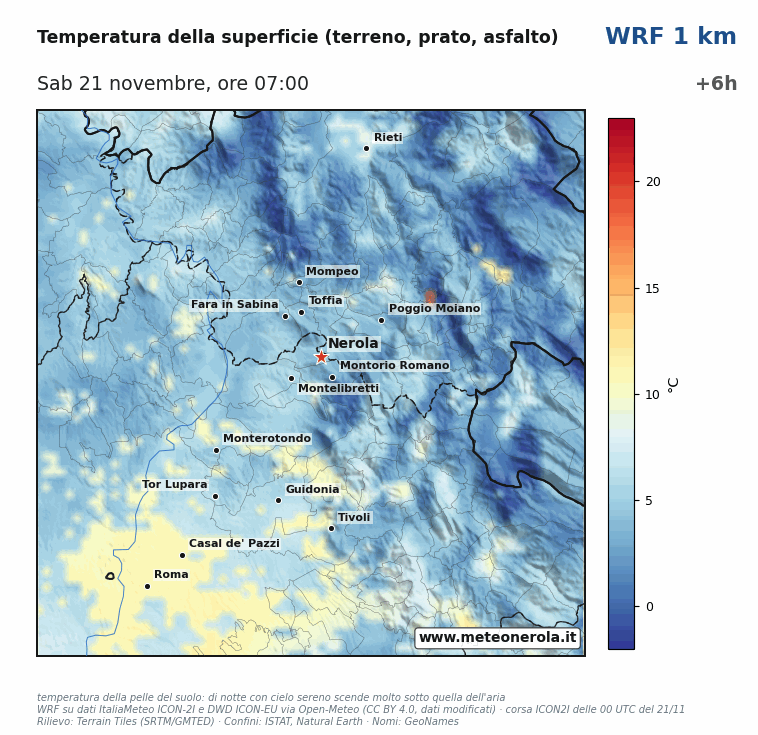 Temperatura della superficie (terreno, prato, asfalto)
WRF 1 km
Sab 21 novembre, ore 07:00
+6h
Rieti
Mompeo
Toffia
Fara in Sabina
Poggio Moiano
Nerola
Montorio Romano
Montelibretti
Monterotondo
Tor Lupara
Guidonia
Tivoli
Casal de' Pazzi
Roma
www.meteonerola.it
20
15
10
5
0
°C
temperatura della pelle del suolo: di notte con cielo sereno scende molto sotto quella dell'aria
WRF su dati ItaliaMeteo ICON-2I e DWD ICON-EU via Open-Meteo (CC BY 4.0, dati modificati) · corsa ICON2I delle 00 UTC del 21/11
Rilievo: Terrain Tiles (SRTM/GMTED) · Confini: ISTAT, Natural Earth · Nomi: GeoNames